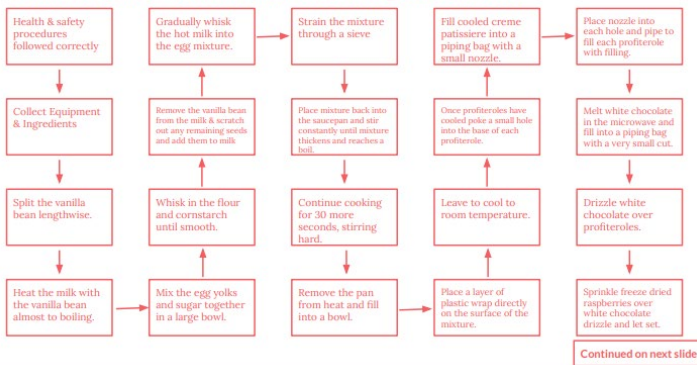 Health & safety
procedures
followed correctly
Collect Equipment
& Ingredients
Split the vanilla
bean lengthwise.
Heat the milk with
the vanilla bean
almost to boiling.
Mix the egg yolks
and sugar together
in a large bowl.
Whisk in the flour
and cornstarch
until smooth.
Remove the vanilla bean
from the milk & scratch
out any remaining seeds
and add them to milk
Gradually whisk
the hot milk into
the egg mixture.
Strain the mixture
through a sieve
Place mixture back into
the saucepan and stir
constantly until mixture
thickens and reaches a
boil.
Continue cooking
for 30 more
seconds, stirring
hard.
Remove the pan
from heat and fill
into a bowl.
Place a layer of
plastic wrap directly
on the surface of the
mixture.
Leave to cool to
room temperature.
Once profiteroles have
cooled poke a small hole
into the base of each
profiterole.
Fill cooled creme
patissiere into a
piping bag with a
small nozzle.
Place nozzle into
each hole and pipe to
fill each profiterole
with filling.
Melt white chocolate
in the microwave and
fill into a piping bag
with a very small cut.
Drizzle white
chocolate over
profiteroles.
Sprinkle freeze dried
raspberries over
white chocolate
drizzle and let set.
Continued on next slide